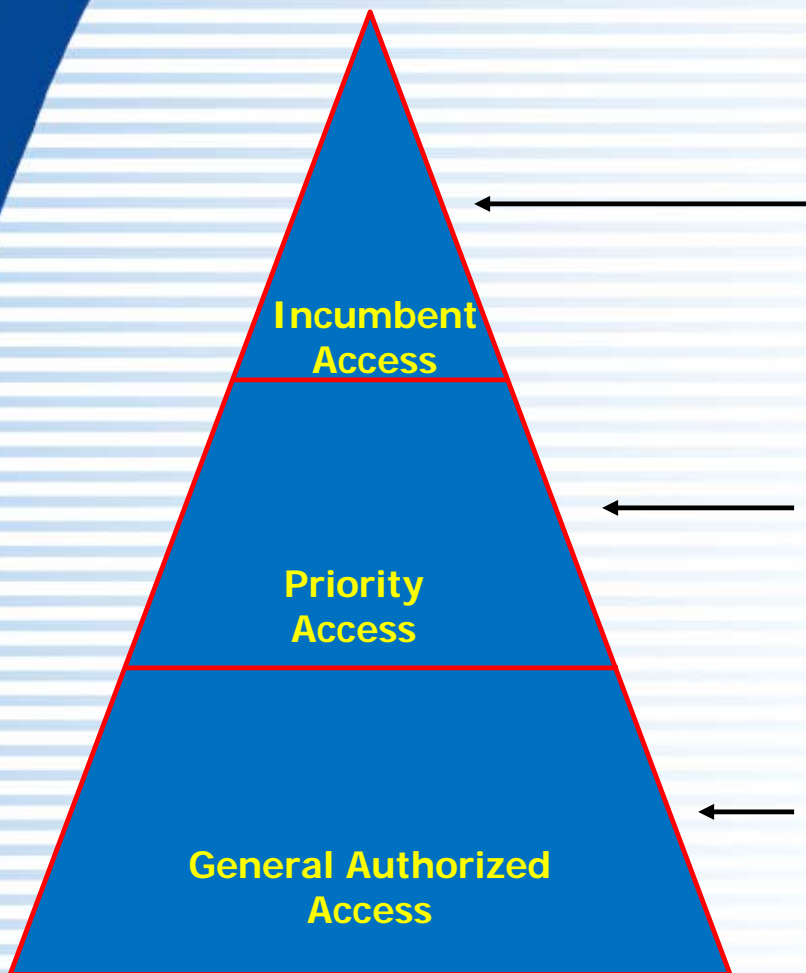 Incumbent
Access
Priority
Access
General Authorized
Access